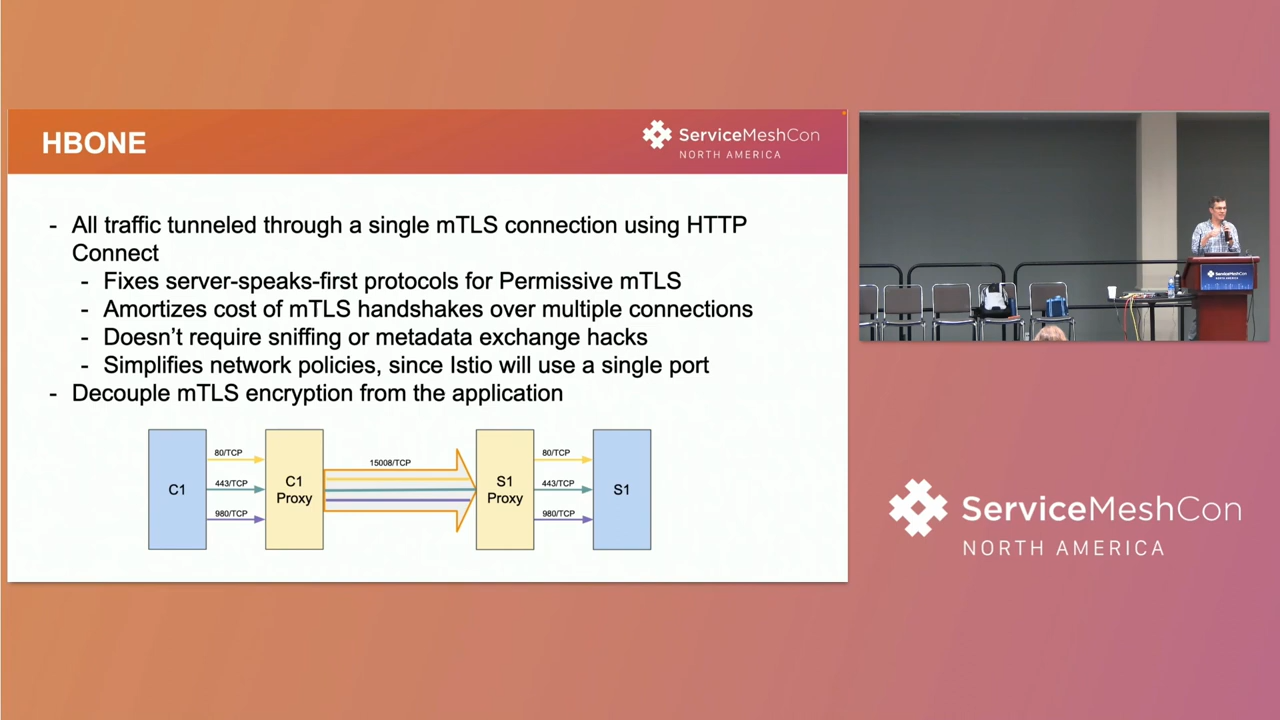 HBONE
ServiceMeshCon
NORTH AMERICA
- All traffic tunneled through a single mTLS connection using HTTP
Connect
- Fixes server-speaks-first protocols for Permissive mTLS
- Amortizes cost of mTLS handshakes over multiple connections
- Doesn't require sniffing or metadata exchange hacks
- Simplifies network policies, since Istio will use a single port
- Decouple mTLS encryption from the application
C1
80/TCP
443/TCP
980/TCP
C1
Proxy
15008/TCP
S1
Proxy
80/TCP
443/TCP
980/TCP
S1
ServiceMeshCon
ServiceMeshCon
NORTH AMERICA